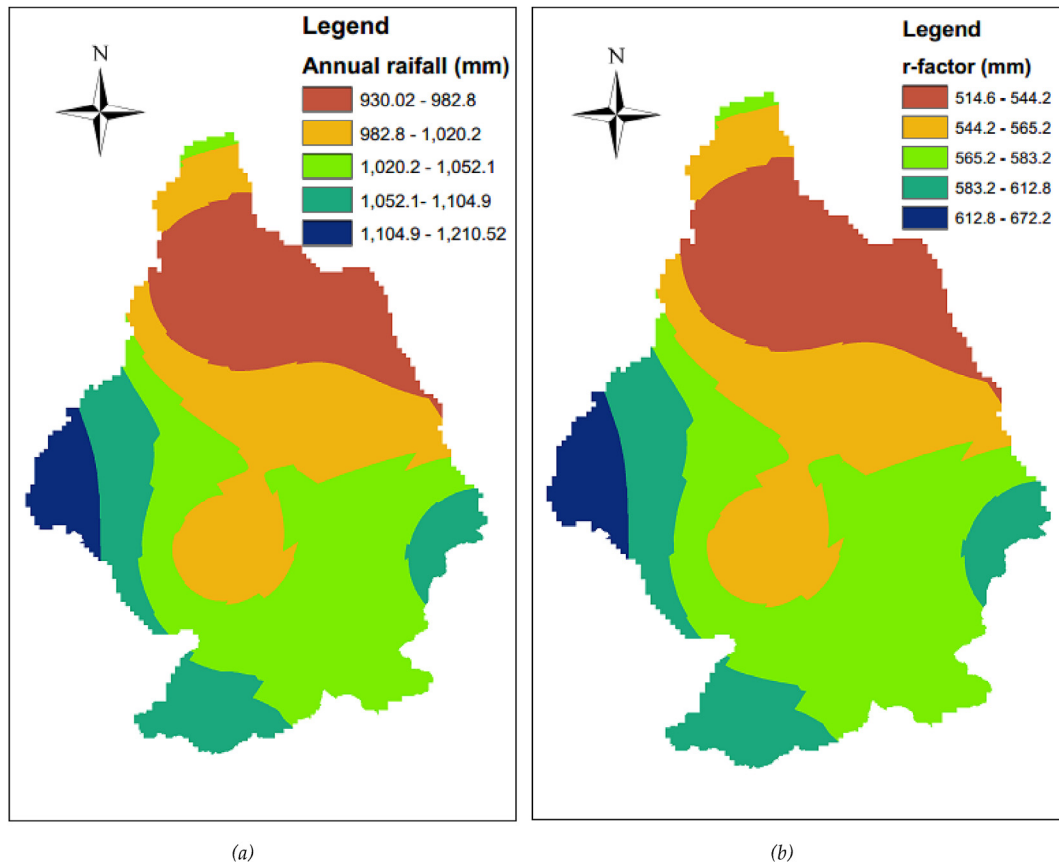 Legend
Annual raifall (mm)
N
930.02 - 982.8
982.8 - 1,020.2
1,020.2 - 1,052.1
1,052.1- 1,104.9
1,104.9 - 1,210.52
(a)
Legend
r-factor (mm)
N
514.6 - 544.2
544.2 - 565.2
565.2 - 583.2
583.2 - 612.8
612.8 - 672.2
(b)